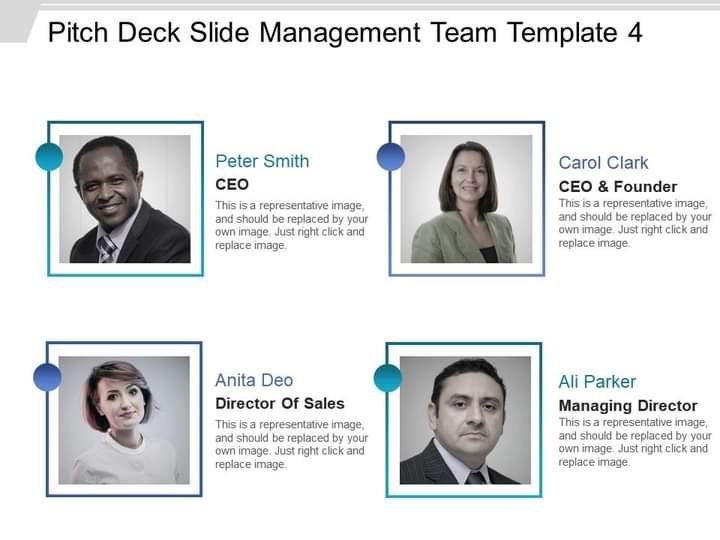 Pitch Deck Slide Management Team Template 4
Peter Smith
CEO
This is a representative image,
and should be replaced by your
own image. Just right click and
replace image.
Carol Clark
CEO & Founder
This is a representative image,
and should be replaced by your
own image. Just right click and
replace image.
Anita Deo
Director Of Sales
This is a representative image,
and should be replaced by your
own image. Just right click and
replace image.
Ali Parker
Managing Director
This is a representative image,
and should be replaced by your
own image. Just right click and
replace image.